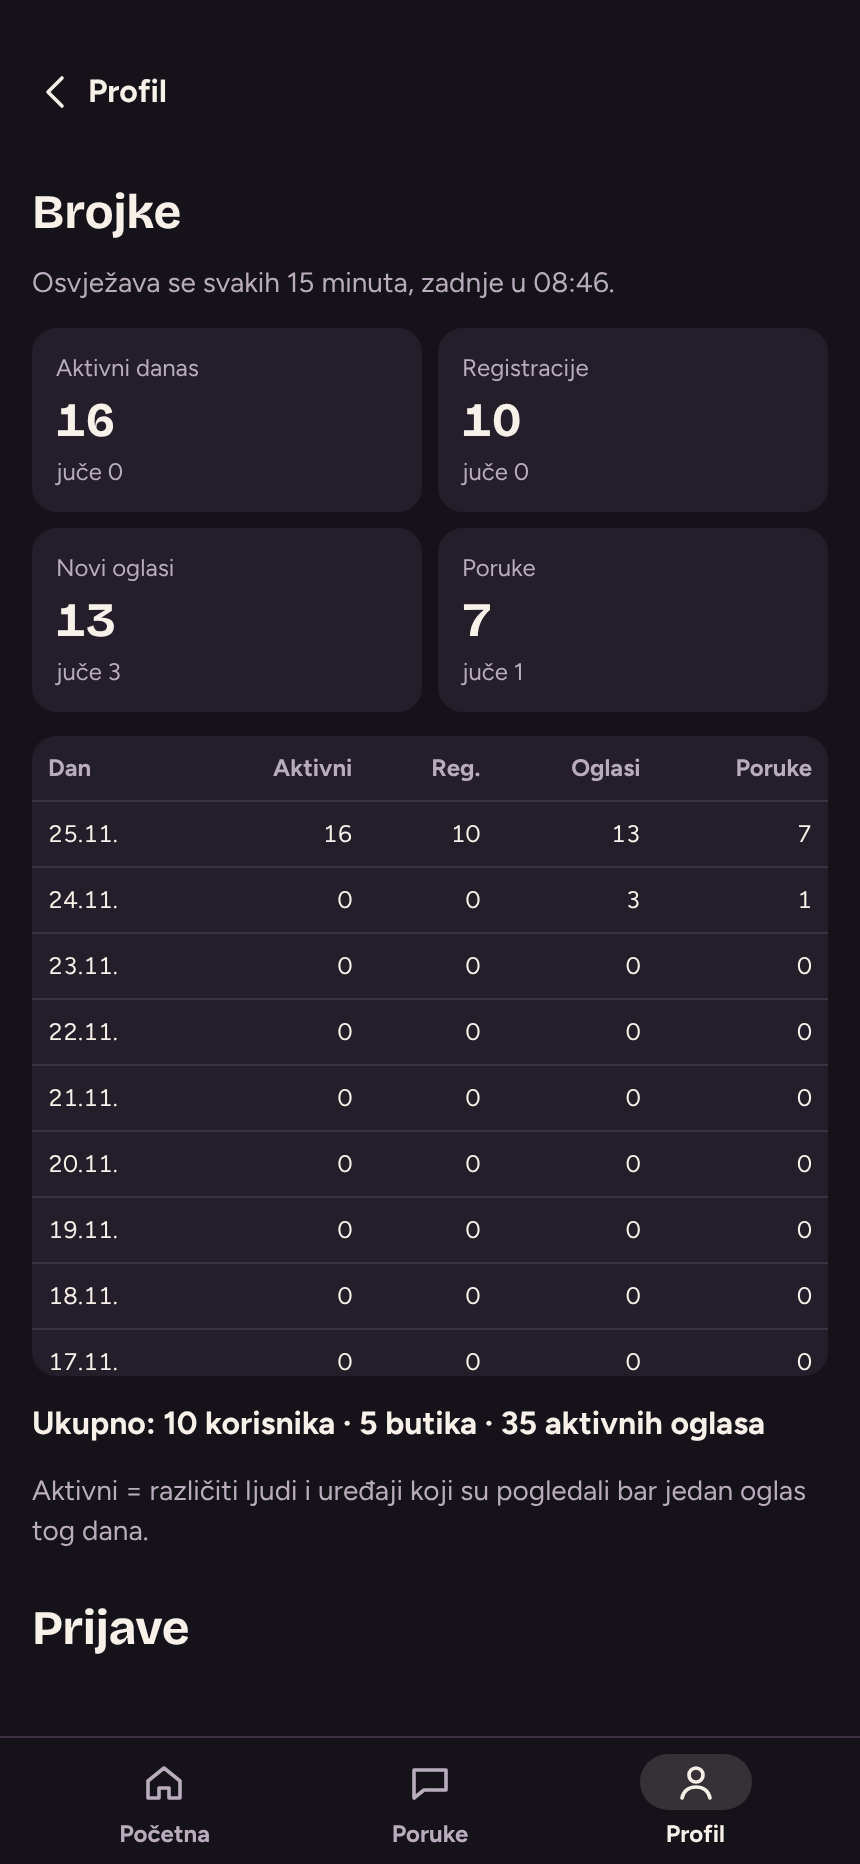 Profil
Brojke
Osvježava se svakih 15 minuta, zadnje u 08:46.
Aktivni danas
16
juče 0
Registracije
10
juče 0
Novi oglasi
13
juče 3
Poruke
7
juče 1
Dan Aktivni Reg. Oglasi Poruke
25.11. 16 10 13 7
24.11. 0 0 3 1
23.11. 0 0 0 0
22.11. 0 0 0 0
21.11. 0 0 0 0
20.11. 0 0 0 0
19.11. 0 0 0 0
18.11. 0 0 0 0
17.11. 0 0 0 0
Ukupno: 10 korisnika · 5 butika · 35 aktivnih oglasa
Aktivni = različiti ljudi i uređaji koji su pogledali bar jedan oglas
tog dana.
Prijave
Početna Poruke Profil